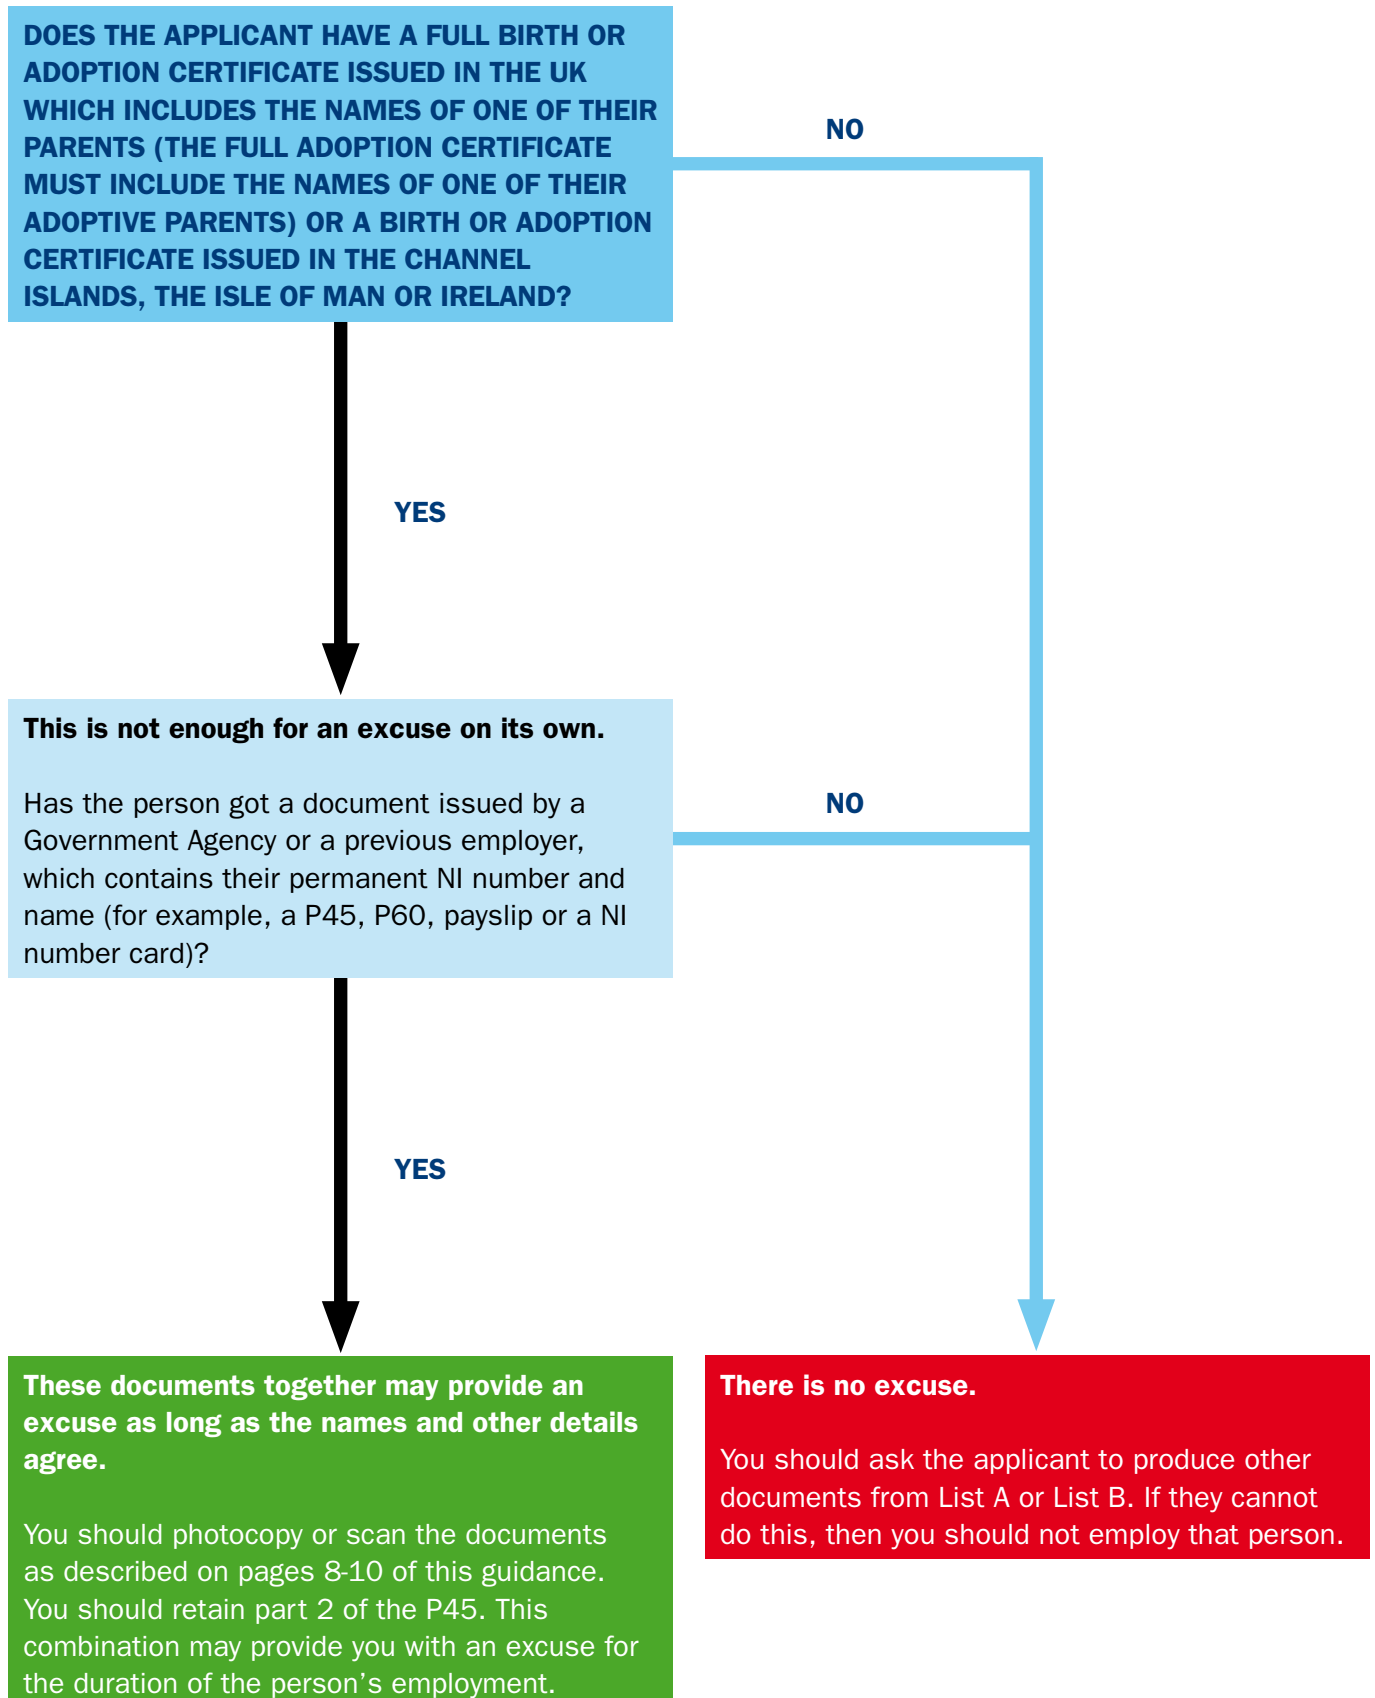 DOES THE APPLICANT HAVE A FULL BIRTH OR
ADOPTION CERTIFICATE ISSUED IN THE UK
WHICH INCLUDES THE NAMES OF ONE OF THEIR
PARENTS (THE FULL ADOPTION CERTIFICATE
MUST INCLUDE THE NAMES OF ONE OF THEIR
ADOPTIVE PARENTS) OR A BIRTH OR ADOPTION
CERTIFICATE ISSUED IN THE CHANNEL
ISLANDS, THE ISLE OF MAN OR IRELAND?
NO
YES
This is not enough for an excuse on its own.
Has the person got a document issued by a
Government Agency or a previous employer,
which contains their permanent NI number and
name (for example, a P45, P60, payslip or a NI
number card)?
NO
YES
These documents together may provide an
excuse as long as the names and other details
agree.
You should photocopy or scan the documents
as described on pages 8-10 of this guidance.
You should retain part 2 of the P45. This
combination may provide you with an excuse for
the duration of the person's employment.
There is no excuse.
You should ask the applicant to produce other
documents from List A or List B. If they cannot
do this, then you should not employ that person.